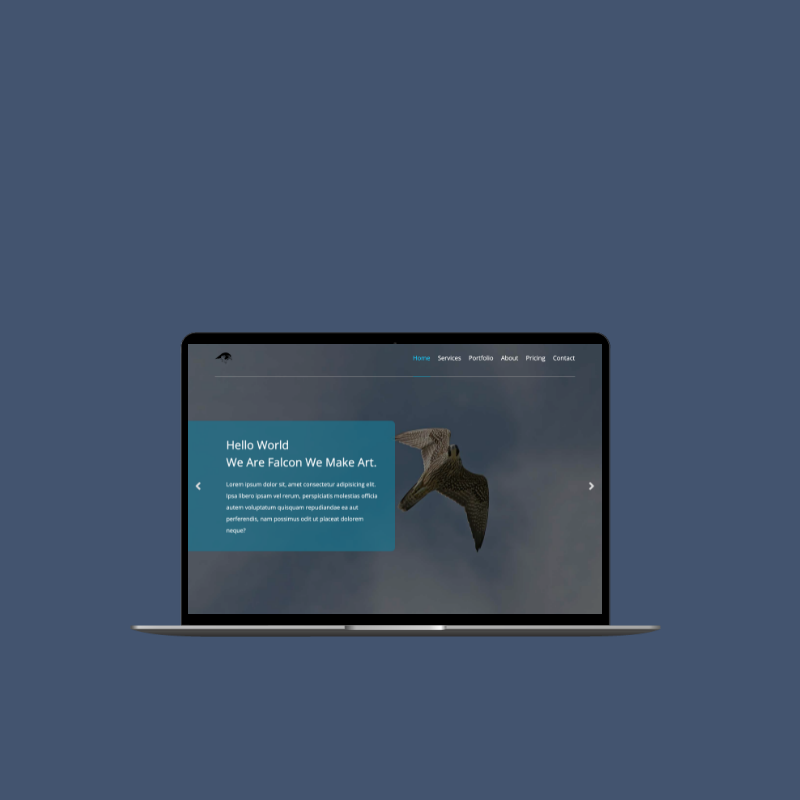 Home Services Portfolio About Pricing Contact
Hello World
We Are Falcon We Make Art.
Lorem ipsum dolor sit, amet consectetur adipisicing elit.
Ipsa libero ipsam vel rerum, perspiciatis molestias officia
autem voluptatum quisquam repudiandae ea aut
perferendis, nam possimus odit ut placeat dolorem
neque?